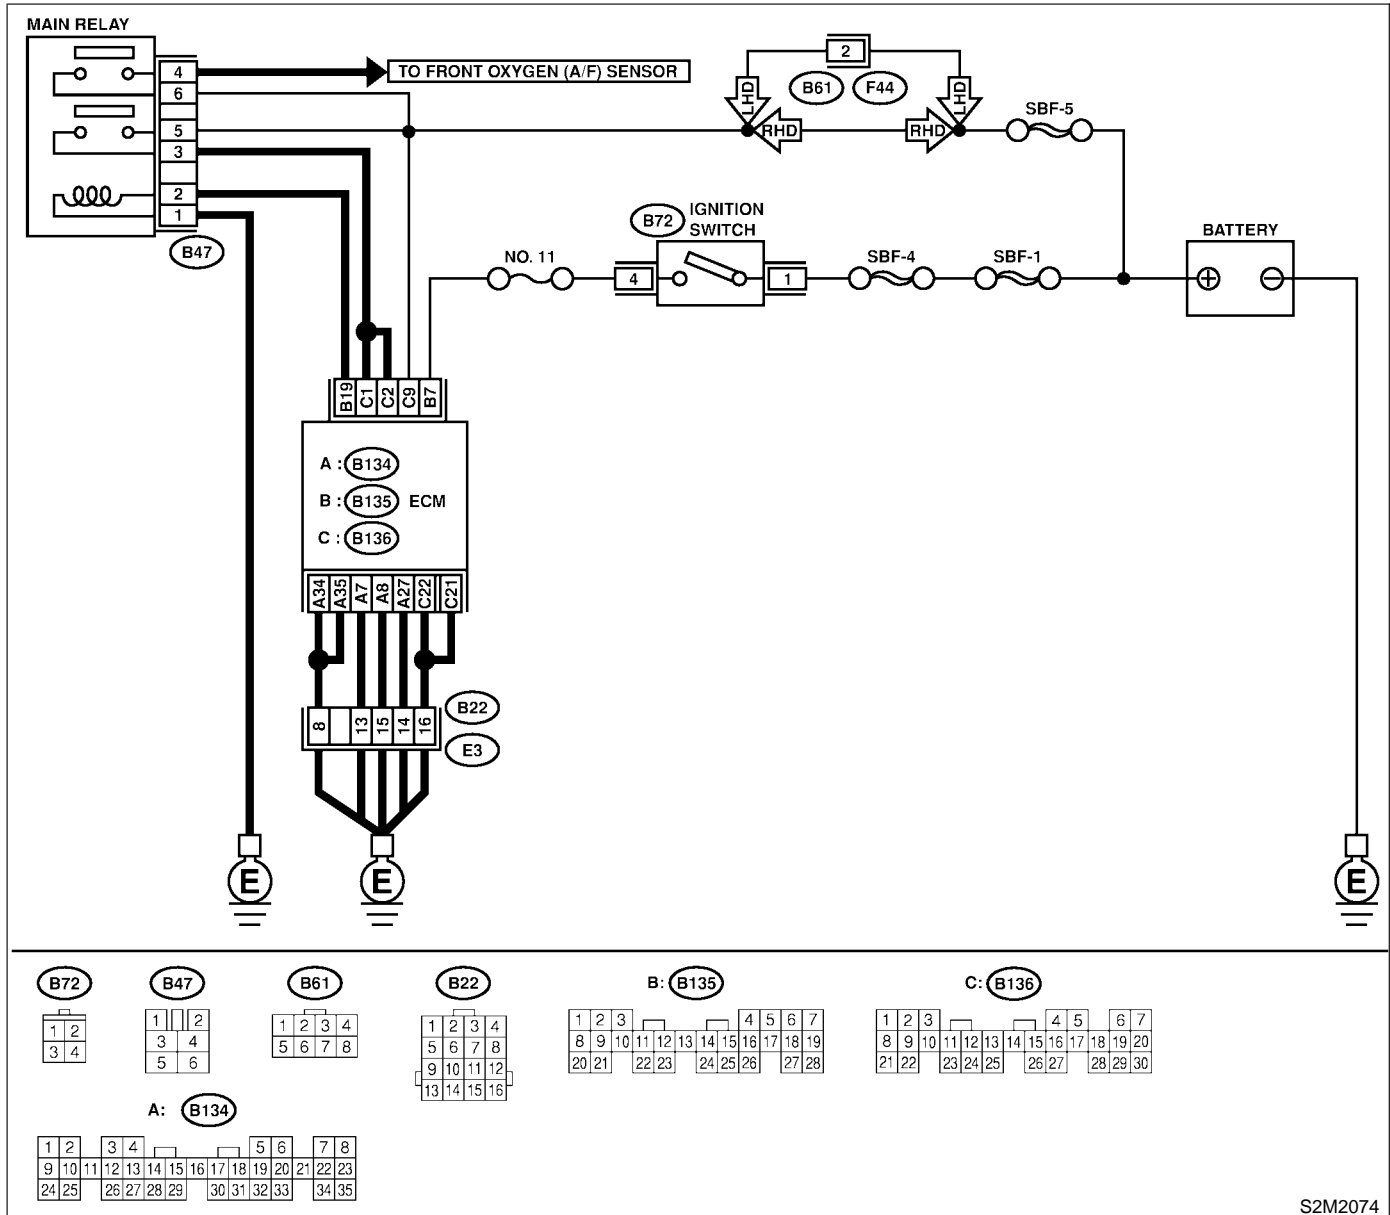 MAIN RELAY
4
6
5
3
2
1
B47
TO FRONT OXYGEN (A/F) SENSOR
2
B61 F44
LHD LHD
RHD RHD
SBF-5
B72 IGNITION
SWITCH
NO. 11
4 1
SBF-4 SBF-1
BATTERY
+ −
B19 C1 C2 C9 B7
A : B134
B : B135 ECM
C : B136
A34 A35 A7 A8 A27 C22 C21
8 13 15 14 16
B22
E3
E E E
B72
1 2
3 4
B47
1 2
3 4
5 6
B61
1 2 3 4
5 6 7 8
B22
1 2 3 4
5 6 7 8
9 10 11 12
13 14 15 16
B: B135
1 2 3 4 5 6 7
8 9 10 11 12 13 14 15 16 17 18 19
20 21 22 23 24 25 26 27 28
C: B136
1 2 3 4 5 6 7
8 9 10 11 12 13 14 15 16 17 18 19 20
21 22 23 24 25 26 27 28 29 30
A: B134
1 2 3 4 5 6 7 8
9 10 11 12 13 14 15 16 17 18 19 20 21 22 23
24 25 26 27 28 29 30 31 32 33 34 35
S2M2074